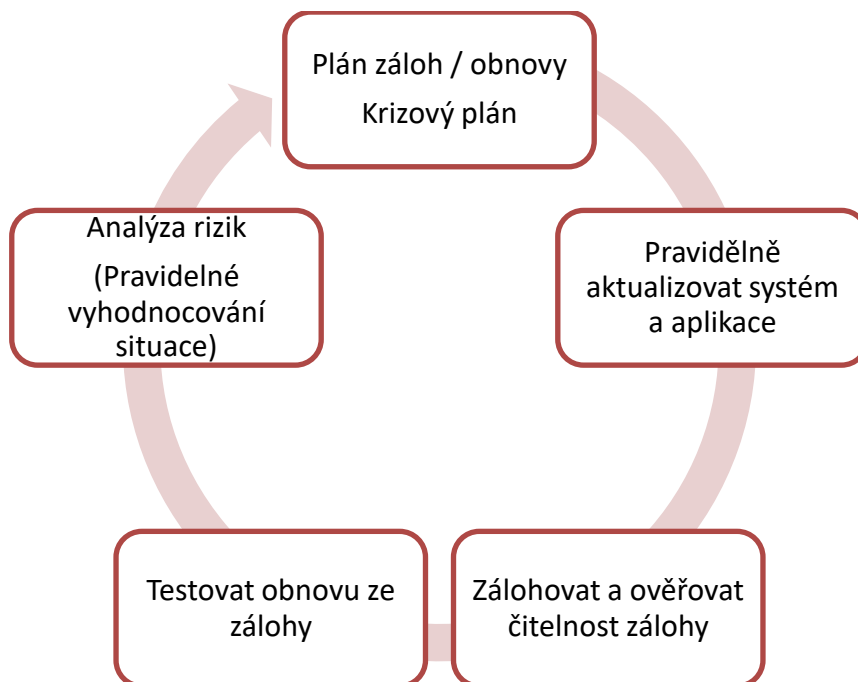 Plán záloh / obnovy
Krizový plán
Pravidělně
aktualizovat systém
a aplikace
Zálohovat a ověřovat
čitelnost zálohy
Testovat obnovu ze
zálohy
Analýza rizik
(Pravidelné
vyhodnocování
situace)